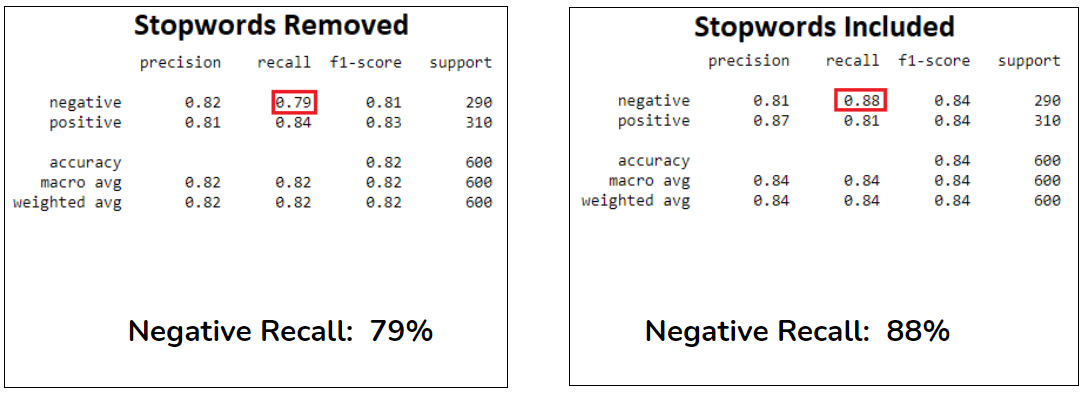 Stopwords Removed
precision recall f1-score support
negative 0.82 0.79 0.81 290
positive 0.81 0.84 0.83 310
accuracy 0.82 600
macro avg 0.82 0.82 0.82 600
weighted avg 0.82 0.82 0.82 600
Negative Recall: 79%
Stopwords Included
precision recall f1-score support
negative 0.81 0.88 0.84 290
positive 0.87 0.81 0.84 310
accuracy 0.84 600
macro avg 0.84 0.84 0.84 600
weighted avg 0.84 0.84 0.84 600
Negative Recall: 88%